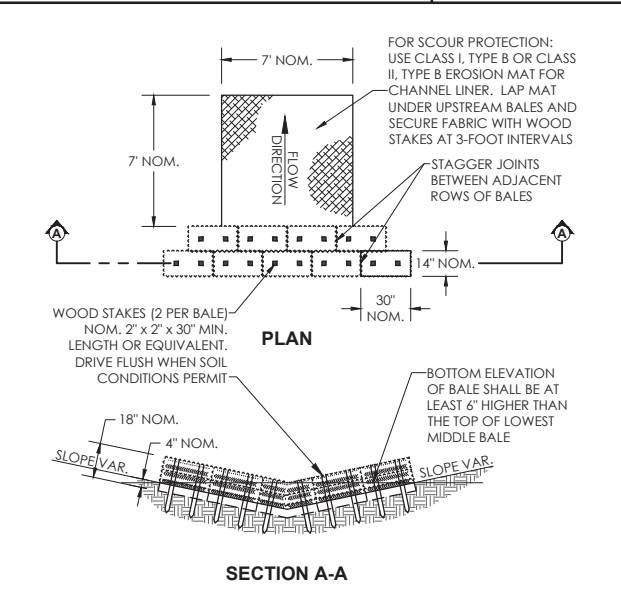 7' NOM.
FOR SCOUR PROTECTION:
USE CLASS I, TYPE B OR CLASS
II, TYPE B EROSION MAT FOR
CHANNEL LINER. LAP MAT
UNDER UPSTREAM BALES AND
SECURE FABRIC WITH WOOD
STAKES AT 3-FOOT INTERVALS
7' NOM.
FLOW
DIRECTION
STAGGER JOINTS
BETWEEN ADJACENT
ROWS OF BALES
A
A
14" NOM.
30"
NOM.
WOOD STAKES (2 PER BALE)
NOM. 2" x 2" x 30" MIN.
LENGTH OR EQUIVALENT.
DRIVE FLUSH WHEN SOIL
CONDITIONS PERMIT
PLAN
BOTTOM ELEVATION
OF BALE SHALL BE AT
LEAST 6" HIGHER THAN
THE TOP OF LOWEST
MIDDLE BALE
18" NOM.
4" NOM.
SLOPE VAR.
SLOPE VAR.
SECTION A-A